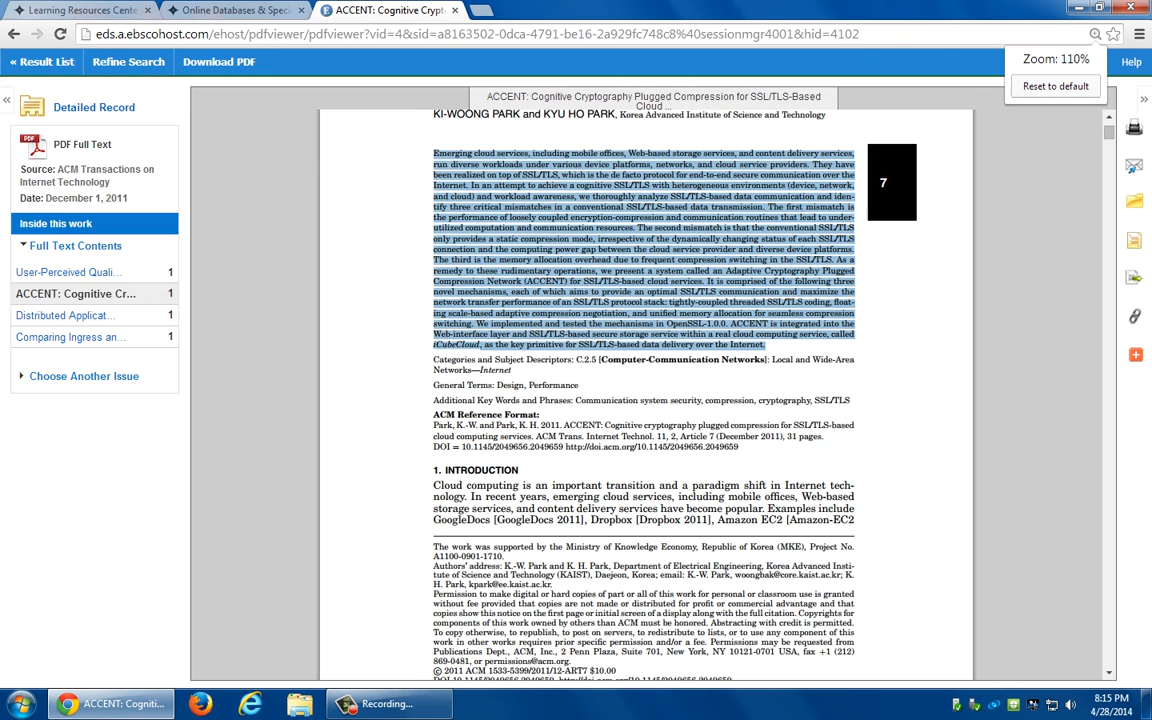 Learning Resources Cente
Online Databases & Speci
ACCENT: Cognitive Crypt
eds.a.ebscohost.com/ehost/pdfviewer/pdfviewer?vid=4&sid=a8163502-0dca-4791-be16-2a929fc748c8%40sessionmgr4001&hid=4102
Zoom: 110%
Reset to default
« Result List
Refine Search
Download PDF
Help
«
»
Detailed Record
PDF
PDF Full Text
Source: ACM Transactions on
Internet Technology
Date: December 1, 2011
Inside this work
Full Text Contents
User-Perceived Quali... 1
ACCENT: Cognitive Cr... 1
Distributed Applicat... 1
Comparing Ingress an... 1
Choose Another Issue
ACCENT: Cognitive Cryptography Plugged Compression for SSL/TLS-Based
Cloud ...
KI-WOONG PARK and KYU HO PARK, Korea Advanced Institute of Science and Technology
Emerging cloud services, including mobile offices, Web-based storage services, and content delivery services,
run diverse workloads under various device platforms, networks, and cloud service providers. They have
been realized on top of SSL/TLS, which is the de facto protocol for end-to-end secure communication over the
Internet. In an attempt to achieve a cognitive SSL/TLS with heterogeneous environments (device, network,
and cloud) and workload awareness, we thoroughly analyze SSL/TLS-based data communication and iden-
tify three critical mismatches in a conventional SSL/TLS-based data transmission. The first mismatch is
the performance of loosely coupled encryption-compression and communication routines that lead to under-
utilized computation and communication resources. The second mismatch is that the conventional SSL/TLS
only provides a static compression mode, irrespective of the dynamically changing status of each SSL/TLS
connection and the computing power gap between the cloud service provider and diverse device platforms.
The third is the memory allocation overhead due to frequent compression switching in the SSL/TLS. As a
remedy to these rudimentary operations, we present a system called an Adaptive Cryptography Plugged
Compression Network (ACCENT) for SSL/TLS-based cloud services. It is comprised of the following three
novel mechanisms, each of which aims to provide an optimal SSL/TLS communication and maximize the
network transfer performance of an SSL/TLS protocol stack: tightly-coupled threaded SSL/TLS coding, float-
ing scale-based adaptive compression negotiation, and unified memory allocation for seamless compression
switching. We implemented and tested the mechanisms in OpenSSL-1.0.0. ACCENT is integrated into the
Web-interface layer and SSL/TLS-based secure storage service within a real cloud computing service, called
iCubeCloud, as the key primitive for SSL/TLS-based data delivery over the Internet.
7
Categories and Subject Descriptors: C.2.5 [Computer-Communication Networks]: Local and Wide-Area
Networks—Internet
General Terms: Design, Performance
Additional Key Words and Phrases: Communication system security, compression, cryptography, SSL/TLS
ACM Reference Format:
Park, K.-W. and Park, K. H. 2011. ACCENT: Cognitive cryptography plugged compression for SSL/TLS-based
cloud computing services. ACM Trans. Internet Technol. 11, 2, Article 7 (December 2011), 31 pages.
DOI = 10.1145/2049656.2049659 http://doi.acm.org/10.1145/2049656.2049659
1. INTRODUCTION
Cloud computing is an important transition and a paradigm shift in Internet tech-
nology. In recent years, emerging cloud services, including mobile offices, Web-based
storage services, and content delivery services have become popular. Examples include
GoogleDocs [GoogleDocs 2011], Dropbox [Dropbox 2011], Amazon EC2 [Amazon-EC2
The work was supported by the Ministry of Knowledge Economy, Republic of Korea (MKE), Project No.
A1100-0901-1710.
Authors' address: K.-W. Park and K. H. Park, Department of Electrical Engineering, Korea Advanced Insti-
tute of Science and Technology (KAIST), Daejeon, Korea; email: K.-W. Park, woongbak@core.kaist.ac.kr; K.
H. Park, kpark@ee.kaist.ac.kr.
Permission to make digital or hard copies of part or all of this work for personal or classroom use is granted
without fee provided that copies are not made or distributed for profit or commercial advantage and that
copies show this notice on the first page or initial screen of a display along with the full citation. Copyrights for
components of this work owned by others than ACM must be honored. Abstracting with credit is permitted.
To copy otherwise, to republish, to post on servers, to redistribute to lists, or to use any component of this
work in other works requires prior specific permission and/or a fee. Permissions may be requested from
Publications Dept., ACM, Inc., 2 Penn Plaza, Suite 701, New York, NY 10121-0701 USA, fax +1 (212)
869-0481, or permissions@acm.org.
© 2011 ACM 1533-5399/2011/12-ART7 $10.00
DOI 10.1145/2049656.2049659 http://doi.acm.org/10.1145/2049656.2049659
ACCENT: Cogniti...
Recording...
8:15 PM
4/28/2014